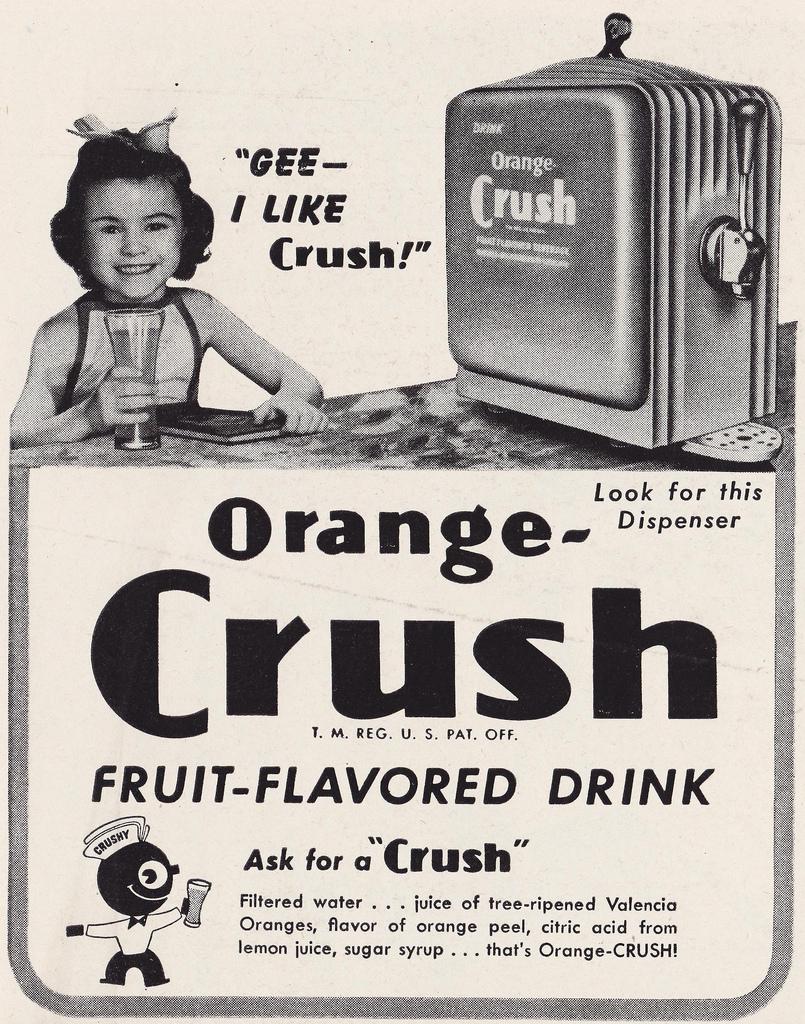 "GEE—
I LIKE
Crush!"
DRINK
Orange-
Crush
Look for this
Dispenser
Orange-
Crush
T. M. REG. U. S. PAT. OFF.
FRUIT-FLAVORED DRINK
CRUSHY
Ask for a "Crush"
Filtered water . . . juice of tree-ripened Valencia
Oranges, flavor of orange peel, citric acid from
lemon juice, sugar syrup . . . that's Orange-CRUSH!